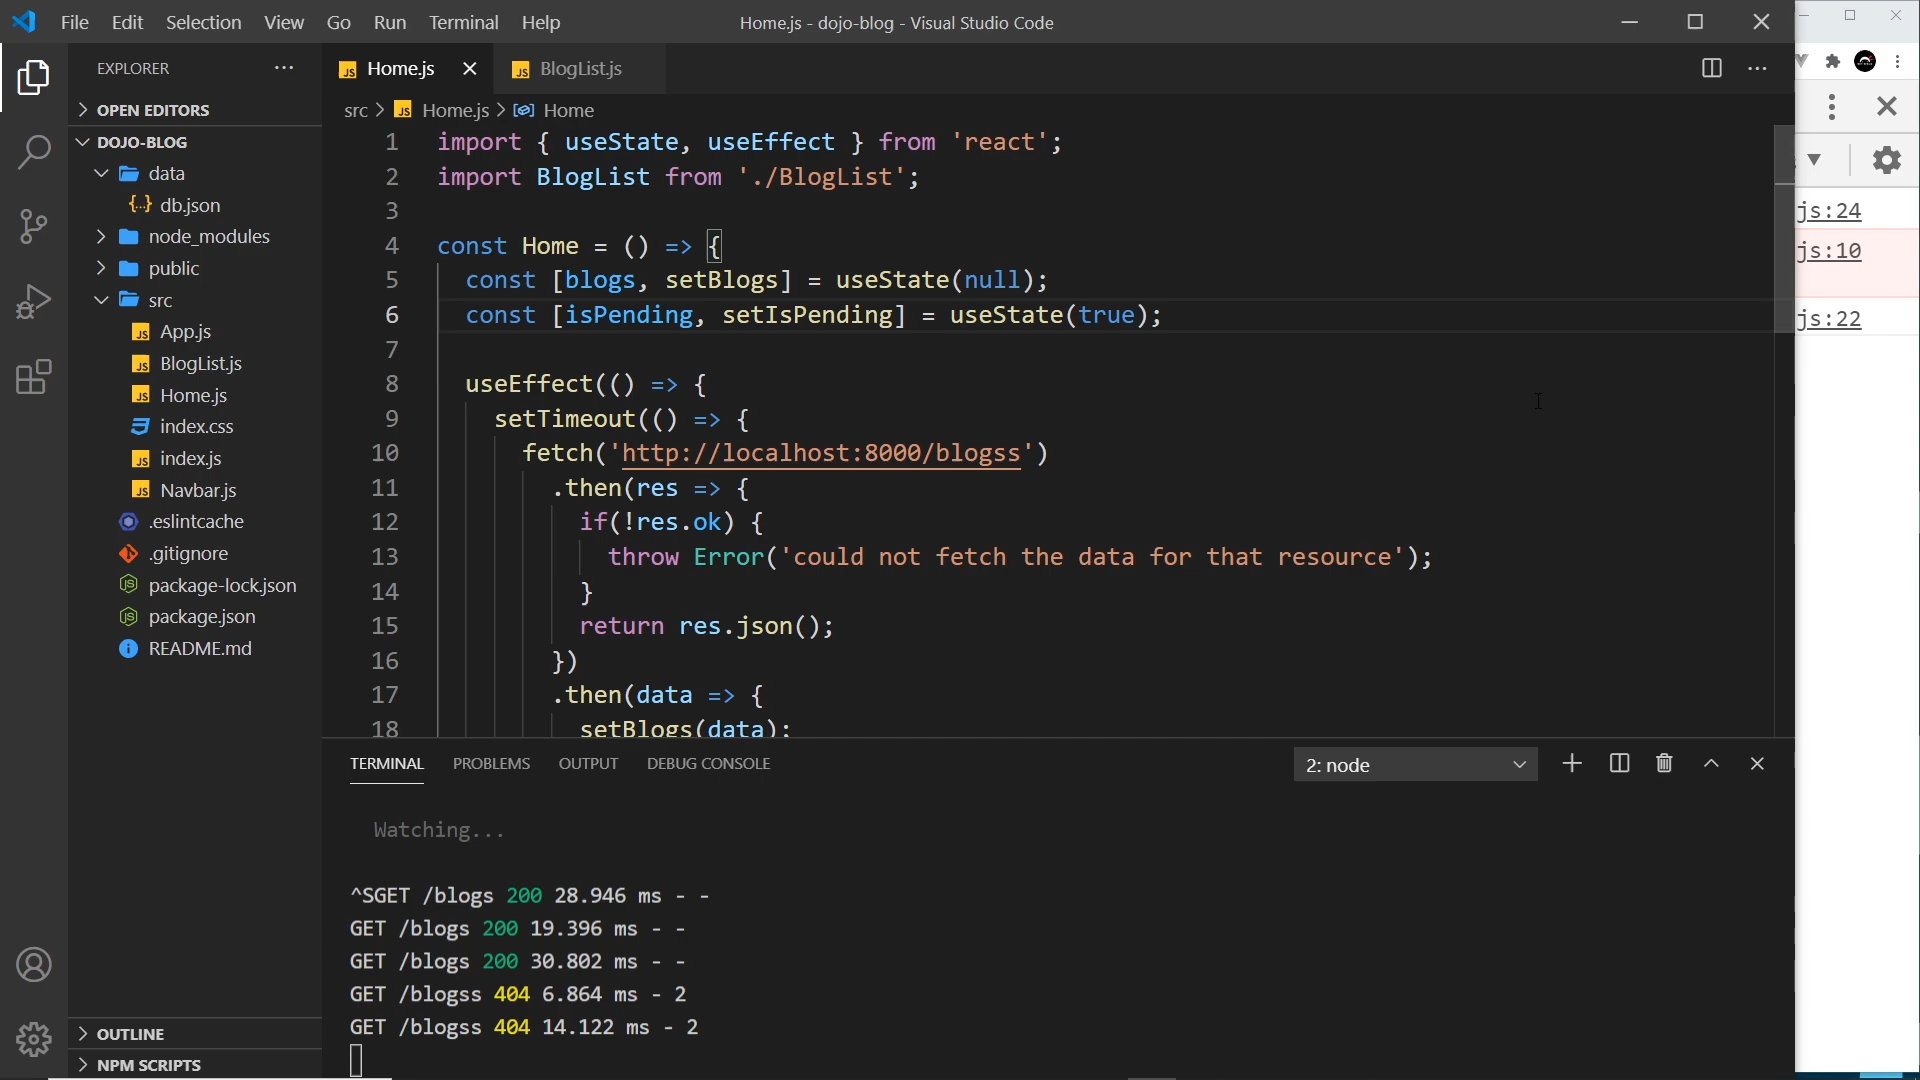 File Edit Selection View Go Run Terminal Help
Home.js - dojo-blog - Visual Studio Code
EXPLORER
OPEN EDITORS
DOJO-BLOG
data
db.json
node_modules
public
src
App.js
BlogList.js
Home.js
index.css
index.js
Navbar.js
.eslintcache
.gitignore
package-lock.json
package.json
README.md
OUTLINE
NPM SCRIPTS
Home.js
BlogList.js
src > Home.js > Home
1 import { useState, useEffect } from 'react';
2 import BlogList from './BlogList';
3
4 const Home = () => {
5 const [blogs, setBlogs] = useState(null);
6 const [isPending, setIsPending] = useState(true);
7
8 useEffect(() => {
9 setTimeout(() => {
10 fetch('http://localhost:8000/blogss')
11 .then(res => {
12 if(!res.ok) {
13 throw Error('could not fetch the data for that resource');
14 }
15 return res.json();
16 })
17 .then(data => {
18 setBlogs(data);
TERMINAL PROBLEMS OUTPUT DEBUG CONSOLE
2: node
Watching...
^SGET /blogs 200 28.946 ms - -
GET /blogs 200 19.396 ms - -
GET /blogs 200 30.802 ms - -
GET /blogss 404 6.864 ms - 2
GET /blogss 404 14.122 ms - 2
js:24
js:10
js:22